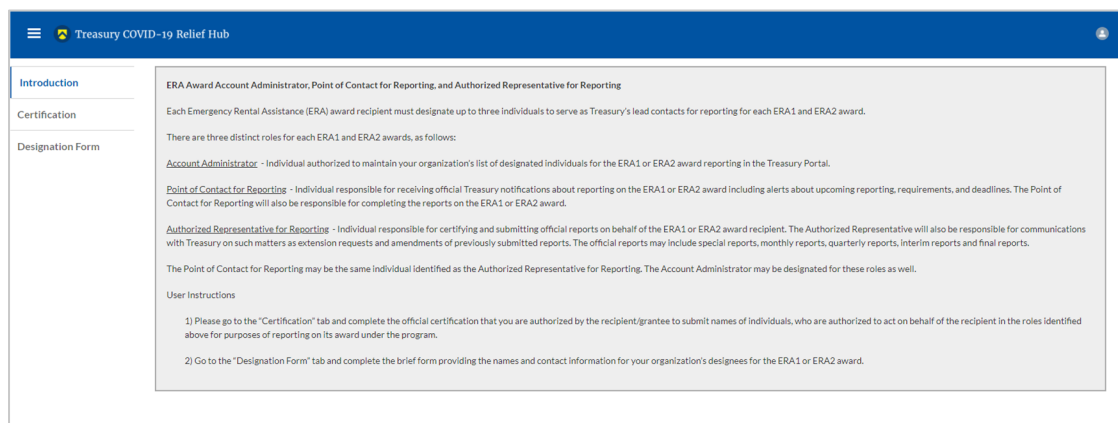 Treasury COVID-19 Relief Hub
Introduction
Certification
Designation Form
ERA Award Account Administrator, Point of Contact for Reporting, and Authorized Representative for Reporting
Each Emergency Rental Assistance (ERA) award recipient must designate up to three individuals to serve as Treasury's lead contacts for reporting for each ERA1 and ERA2 award.
There are three distinct roles for each ERA1 and ERA2 awards, as follows:
Account Administrator - Individual authorized to maintain your organization's list of designated individuals for the ERA1 or ERA2 award reporting in the Treasury Portal.
Point of Contact for Reporting - Individual responsible for receiving official Treasury notifications about reporting on the ERA1 or ERA2 award including alerts about upcoming reporting, requirements, and deadlines. The Point of
Contact for Reporting will also be responsible for completing the reports on the ERA1 or ERA2 award.
Authorized Representative for Reporting - Individual responsible for certifying and submitting official reports on behalf of the ERA1 or ERA2 award recipient. The Authorized Representative will also be responsible for communications
with Treasury on such matters as extension requests and amendments of previously submitted reports. The official reports may include special reports, monthly reports, quarterly reports, interim reports and final reports.
The Point of Contact for Reporting may be the same individual identified as the Authorized Representative for Reporting. The Account Administrator may be designated for these roles as well.
User Instructions
1) Please go to the "Certification" tab and complete the official certification that you are authorized by the recipient/grantee to submit names of individuals, who are authorized to act on behalf of the recipient in the roles identified
above for purposes of reporting on its award under the program.
2) Go to the "Designation Form" tab and complete the brief form providing the names and contact information for your organization's designees for the ERA1 or ERA2 award.